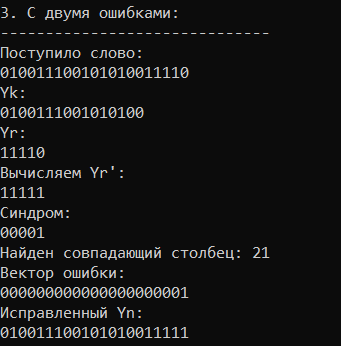 3. С двумя ошибками:
------------------------------
Поступило слово:
010011100101010011110
Yk:
0100111001010100
Yr:
11110
Вычисляем Yr':
11111
Синдром:
00001
Найден совпадающий столбец: 21
Вектор ошибки:
000000000000000000001
Исправленный Yn:
010011100101010011111